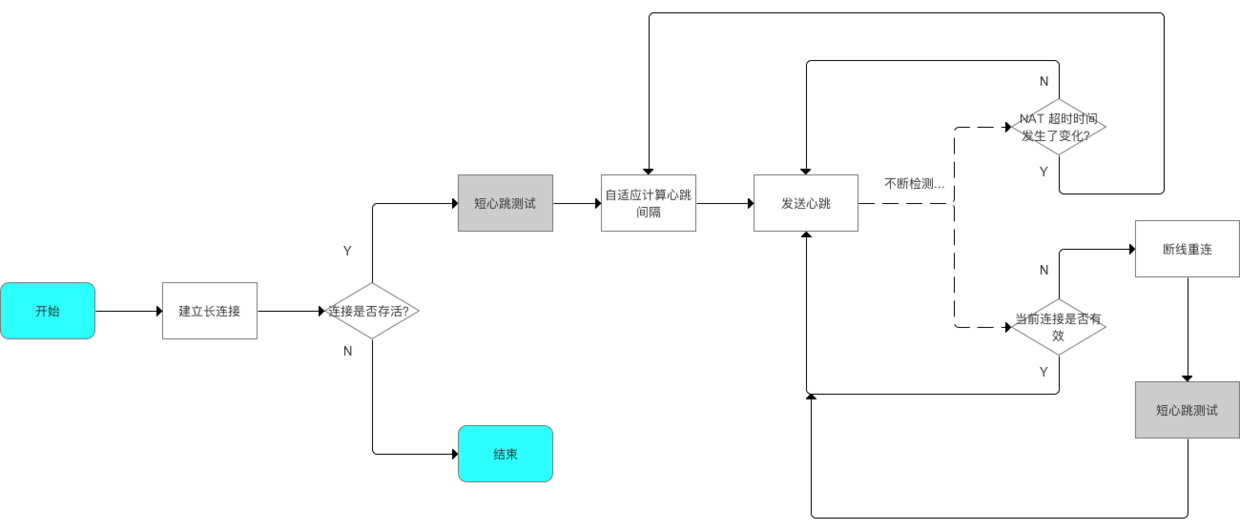 开始
建立长连接
连接是否存活?
Y
N
结束
短心跳测试
自适应计算心跳
间隔
发送心跳
不断检测...
N
NAT 超时时间
发生了变化?
Y
N
当前连接是否有
效
Y
断线重连
短心跳测试